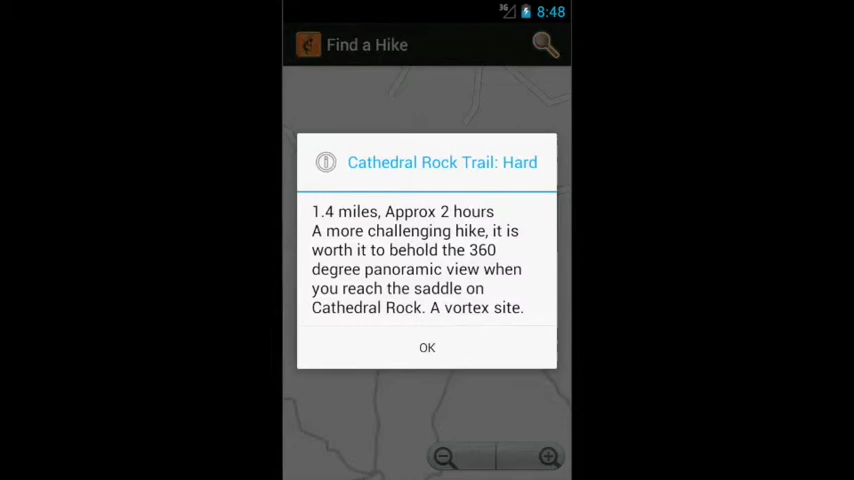 3G 8:48
Find a Hike
Cathedral Rock Trail: Hard
1.4 miles, Approx 2 hours
A more challenging hike, it is
worth it to behold the 360
degree panoramic view when
you reach the saddle on
Cathedral Rock. A vortex site.
OK